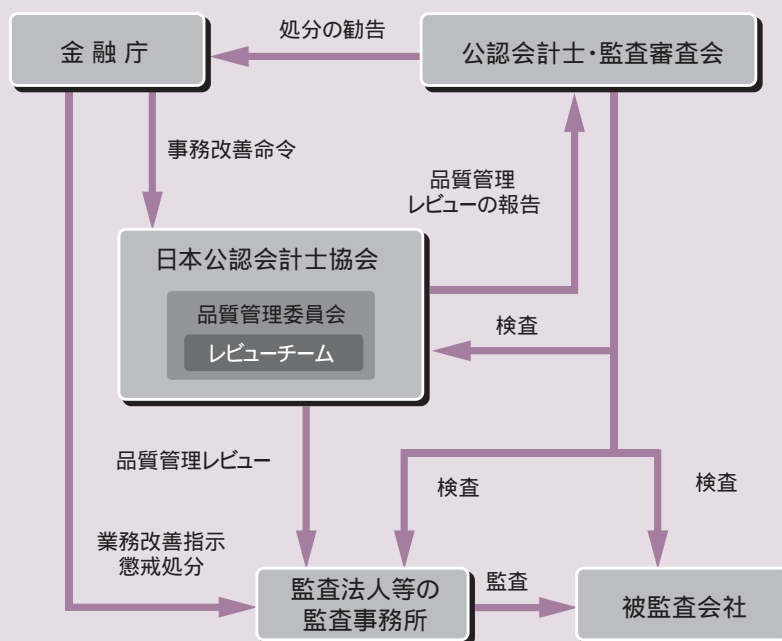 処分の勧告
金融庁
公認会計士・監査審査会
事務改善命令
品質管理
レビューの報告
日本公認会計士協会
品質管理委員会
レビューチーム
検査
品質管理レビュー
検査
検査
業務改善指示
懲戒処分
監査法人等の
監査事務所
監査
被監査会社